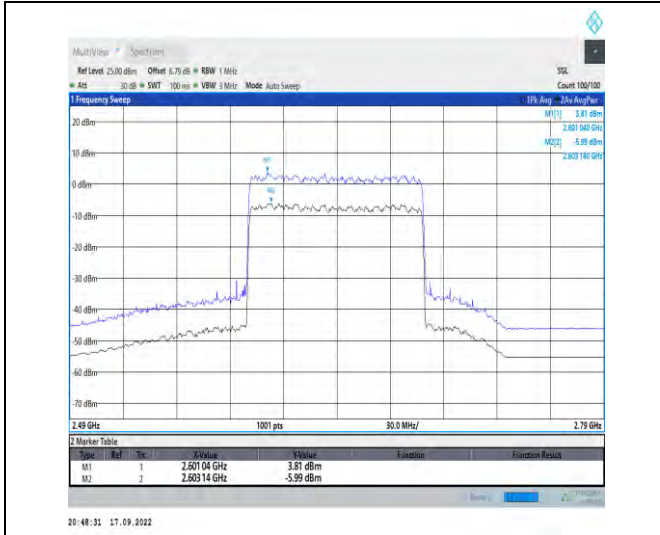 MultiView Spectrum
Ref Level 25.00 dBm Offset 6.79 dB RBW 1 MHz SGL
Att 30 dB SWT 100 ms VBW 3 MHz Mode Auto Sweep Count 100/100
1 Frequency Sweep 1Pk Avg 2Av AvgPwr
M1[1] 3.81 dBm
2.601 040 GHz
M2[2] -5.99 dBm
2.603 140 GHz
20 dBm
10 dBm
M1
0 dBm
M2
-10 dBm
-20 dBm
-30 dBm
-40 dBm
-50 dBm
-60 dBm
-70 dBm
2.49 GHz 1001 pts 30.0 MHz/ 2.79 GHz
2 Marker Table
Type Ref Trc X-Value Y-Value Function Function Result
M1 1 2.601 04 GHz 3.81 dBm
M2 2 2.603 14 GHz -5.99 dBm
20:48:31 17.09.2022